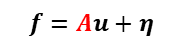 f = Au + η